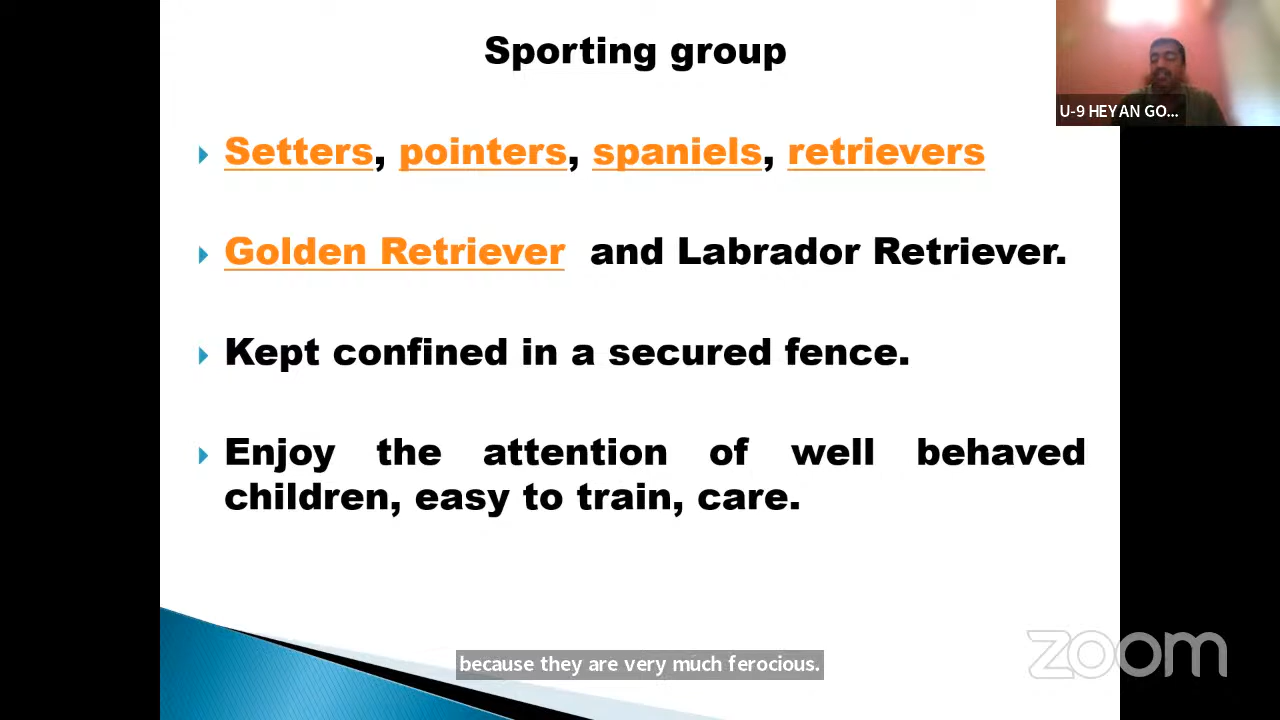 Sporting group
U-9 HEYAN GO...
Setters, pointers, spaniels, retrievers
Golden Retriever and Labrador Retriever.
Kept confined in a secured fence.
Enjoy the attention of well behaved
children, easy to train, care.
because they are very much ferocious.
zoom